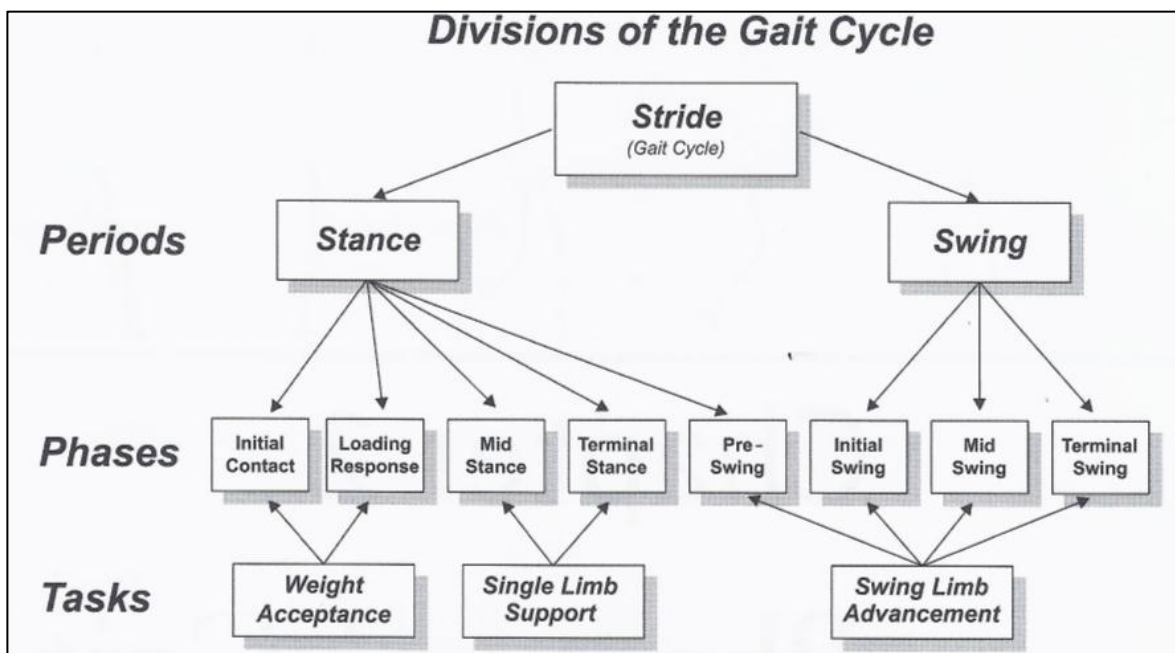 Divisions of the Gait Cycle
Stride
(Gait Cycle)
Periods
Stance
Swing
Phases
Initial
Contact
Loading
Response
Mid
Stance
Terminal
Stance
Pre-
Swing
Initial
Swing
Mid
Swing
Terminal
Swing
Tasks
Weight
Acceptance
Single Limb
Support
Swing Limb
Advancement